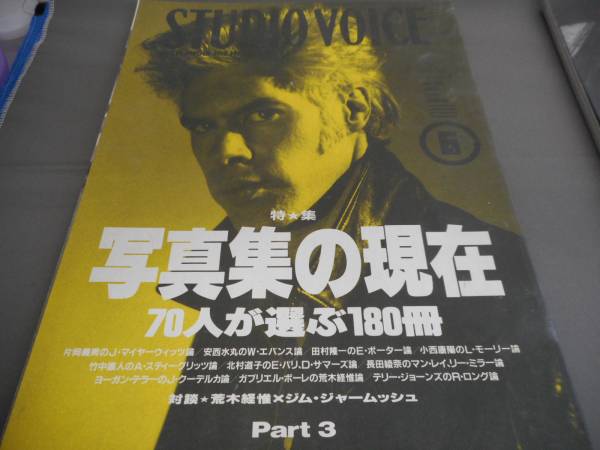 STUDIO VOICE
6
特★集
写真集の現在
70人が選ぶ180冊
片岡義男のJ・マイヤーウィッツ論/安西水丸のW・エバンス論/田村隆一のE・ポーター論/小西康陽のL・モーリー論
竹中直人のA・スティーグリッツ論/北村道子のE・バリ、D・サマーズ論/長田絵奈のマン・レイ、リー・ミラー論
ヨーガン・テラーのJ・クーデルカ論/ガブリエル・ボーレの荒木経惟論/テリー・ジョーンズのR・ロング論
対談★荒木経惟×ジム・ジャームッシュ
Part 3